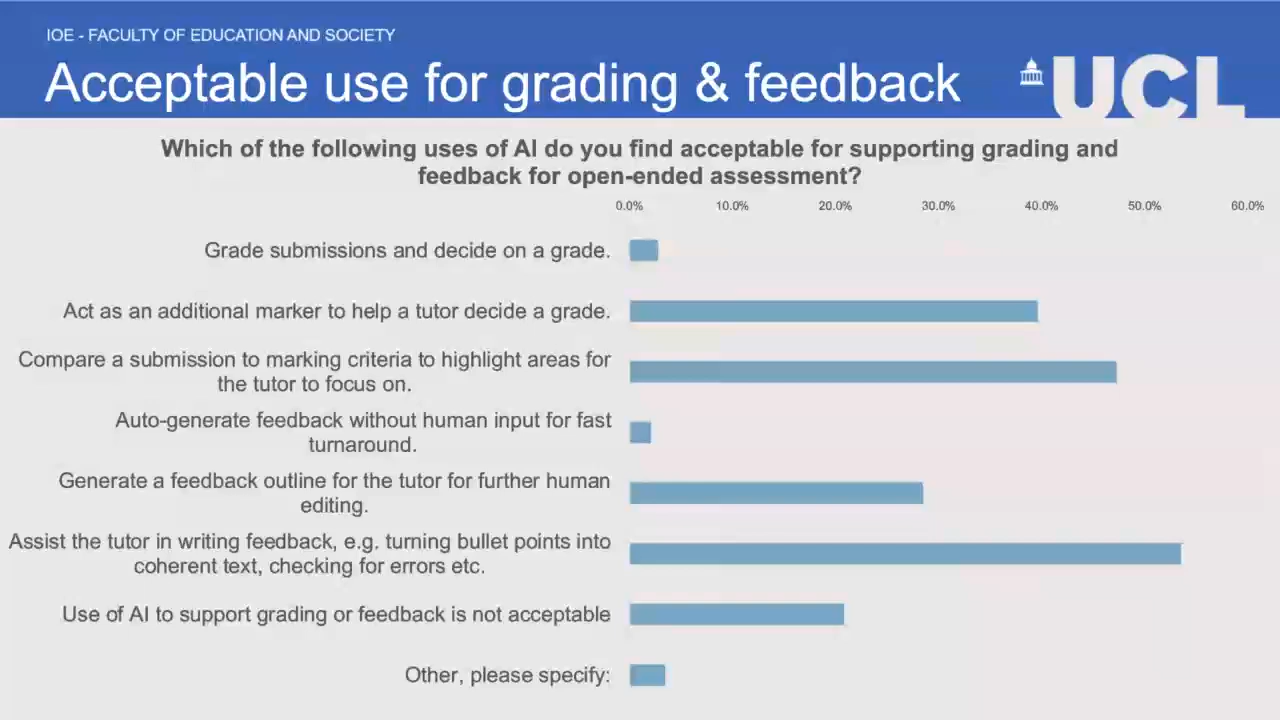 IOE - FACULTY OF EDUCATION AND SOCIETY
Acceptable use for grading & feedback
UCL
Which of the following uses of AI do you find acceptable for supporting grading and
feedback for open-ended assessment?
0.0% 10.0% 20.0% 30.0% 40.0% 50.0% 60.0%
Grade submissions and decide on a grade.
Act as an additional marker to help a tutor decide a grade.
Compare a submission to marking criteria to highlight areas for
the tutor to focus on.
Auto-generate feedback without human input for fast
turnaround.
Generate a feedback outline for the tutor for further human
editing.
Assist the tutor in writing feedback, e.g. turning bullet points into
coherent text, checking for errors etc.
Use of AI to support grading or feedback is not acceptable
Other, please specify: